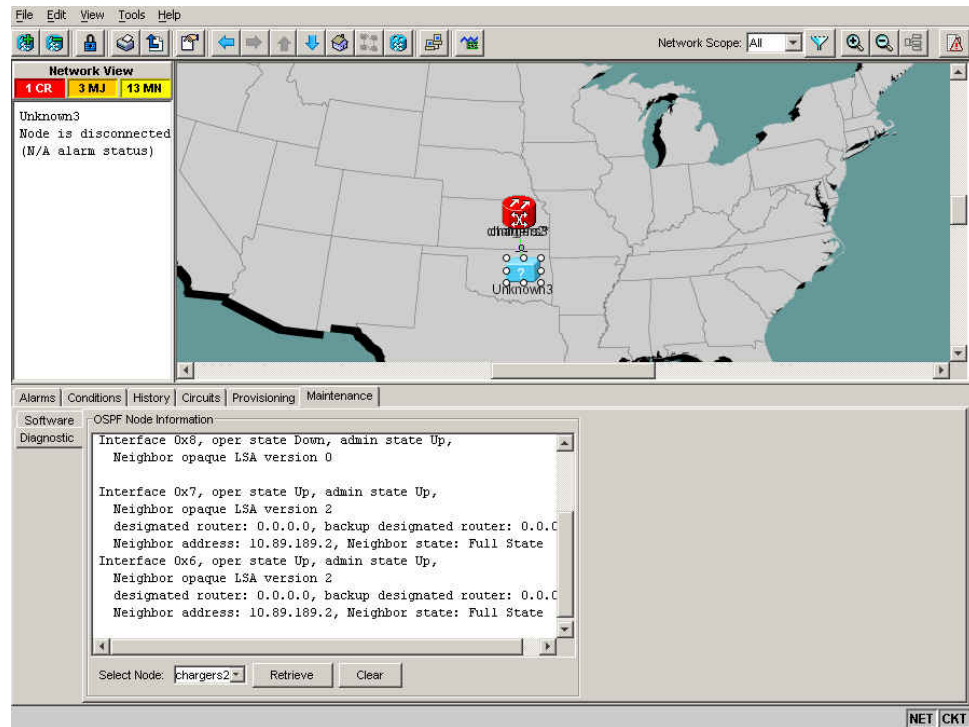 File Edit View Tools Help
Network Scope: All
Network View
1 CR 3 MJ 13 MN
Unknown3
Node is disconnected
(N/A alarm status)
?
Unknown3
Alarms Conditions History Circuits Provisioning Maintenance
Software
Diagnostic
OSPF Node Information
Interface 0x8, oper state Down, admin state Up,
Neighbor opaque LSA version 0
Interface 0x7, oper state Up, admin state Up,
Neighbor opaque LSA version 2
designated router: 0.0.0.0, backup designated router: 0.0.0
Neighbor address: 10.89.189.2, Neighbor state: Full State
Interface 0x6, oper state Up, admin state Up,
Neighbor opaque LSA version 2
designated router: 0.0.0.0, backup designated router: 0.0.0
Neighbor address: 10.89.189.2, Neighbor state: Full State
Select Node: chargers2 Retrieve Clear
NET CKT